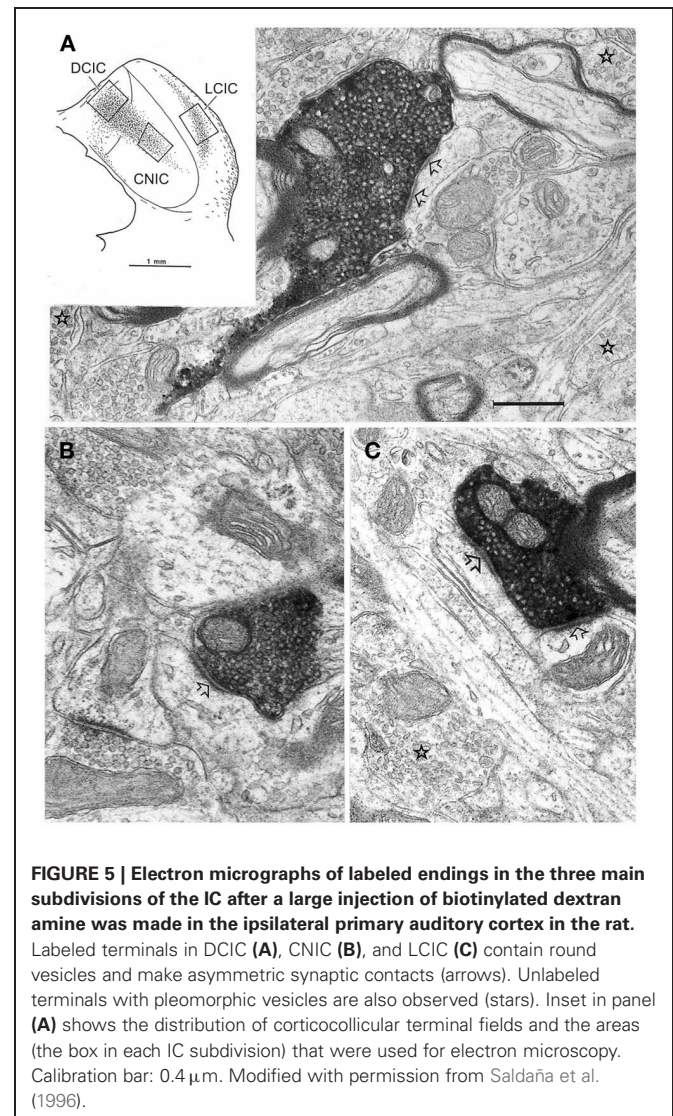 A
DCIC
LCIC
CNIC
1 mm
B
C
FIGURE 5 | Electron micrographs of labeled endings in the three main
subdivisions of the IC after a large injection of biotinylated dextran
amine was made in the ipsilateral primary auditory cortex in the rat.
Labeled terminals in DCIC (A), CNIC (B), and LCIC (C) contain round
vesicles and make asymmetric synaptic contacts (arrows). Unlabeled
terminals with pleomorphic vesicles are also observed (stars). Inset in panel
(A) shows the distribution of corticocollicular terminal fields and the areas
(the box in each IC subdivision) that were used for electron microscopy.
Calibration bar: 0.4 μm. Modified with permission from Saldaña et al.
(1996).